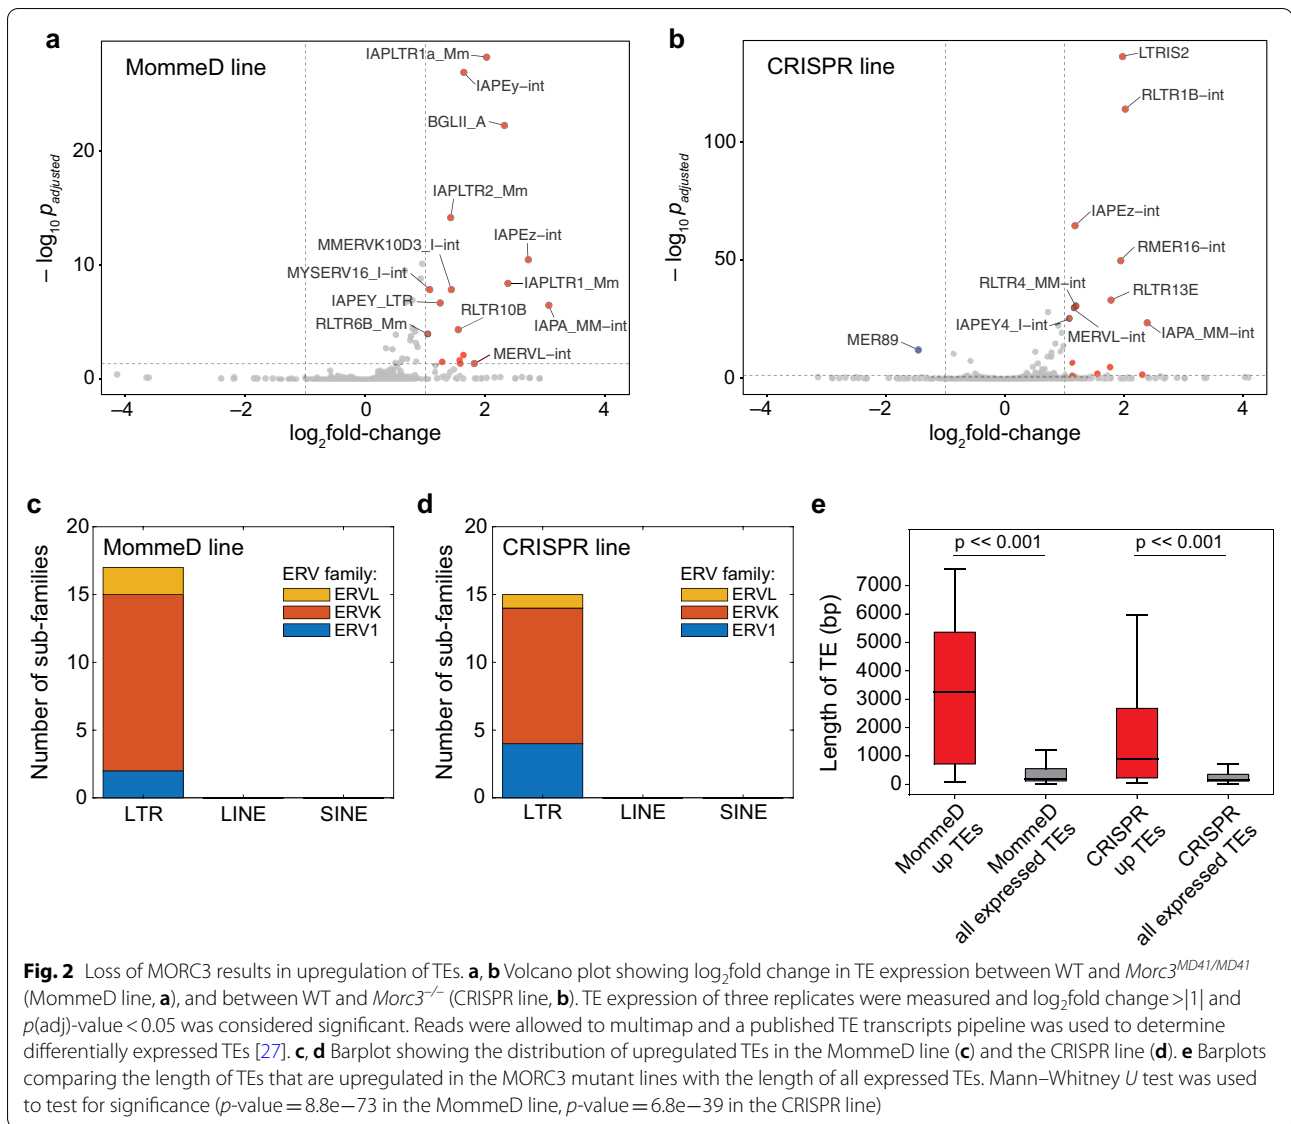 a
MommeD line
IAPLTR1a_Mm
IAPEy–int
BGLII_A
IAPLTR2_Mm
MMERVK10D3_I–int
IAPEz–int
MYSERV16_I–int
IAPLTR1_Mm
IAPEY_LTR
RLTR10B
IAPA_MM–int
RLTR6B_Mm
MERVL–int
– log10 padjusted
20
10
0
–4
–2
0
2
4
log2fold-change
b
CRISPR line
LTRIS2
RLTR1B–int
IAPEz–int
RMER16–int
RLTR4_MM–int
RLTR13E
IAPEY4_I–int
MERVL–int
IAPA_MM–int
MER89
– log10 padjusted
100
50
0
–4
–2
0
2
4
log2fold-change
c
MommeD line
ERV family:
ERVL
ERVK
ERV1
Number of sub-families
20
15
10
5
0
LTR
LINE
SINE
d
CRISPR line
ERV family:
ERVL
ERVK
ERV1
Number of sub-families
20
15
10
5
0
LTR
LINE
SINE
e
p << 0.001
p << 0.001
Length of TE (bp)
7000
6000
5000
4000
3000
2000
1000
0
MommeD
up TEs
MommeD
all expressed TEs
CRISPR
up TEs
CRISPR
all expressed TEs
Fig. 2 Loss of MORC3 results in upregulation of TEs. a, b Volcano plot showing log2fold change in TE expression between WT and Morc3MD41/MD41
(MommeD line, a), and between WT and Morc3–/– (CRISPR line, b). TE expression of three replicates were measured and log2fold change >|1| and
p(adj)-value < 0.05 was considered significant. Reads were allowed to multimap and a published TE transcripts pipeline was used to determine
differentially expressed TEs [27]. c, d Barplot showing the distribution of upregulated TEs in the MommeD line (c) and the CRISPR line (d). e Barplots
comparing the length of TEs that are upregulated in the MORC3 mutant lines with the length of all expressed TEs. Mann–Whitney U test was used
to test for significance (p-value = 8.8e−73 in the MommeD line, p-value = 6.8e−39 in the CRISPR line)